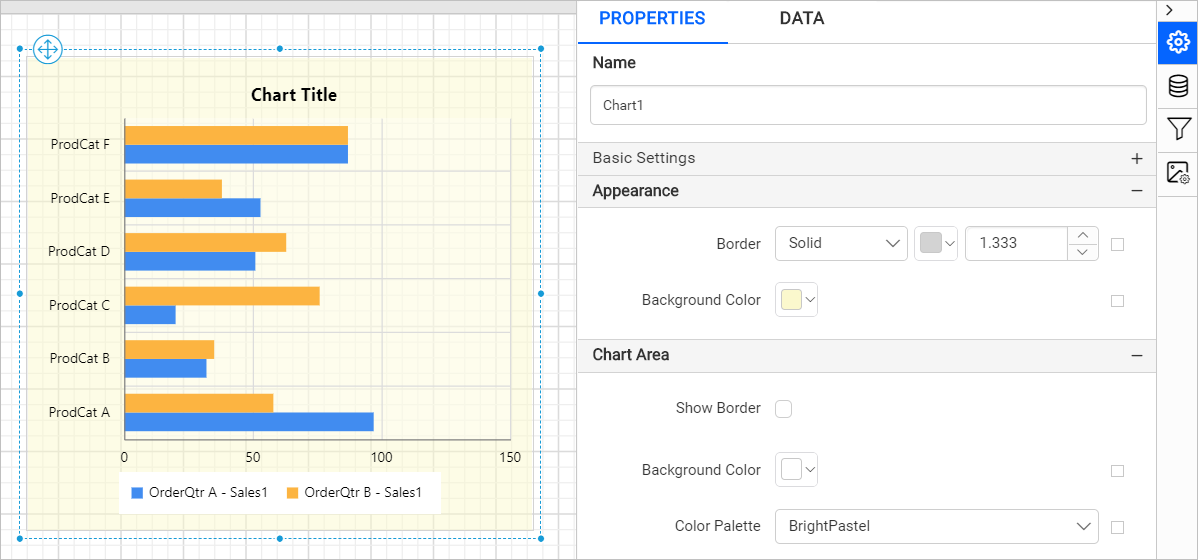 Chart Title
ProdCat F
ProdCat E
ProdCat D
ProdCat C
ProdCat B
ProdCat A
0 50 100 150
OrderQtr A - Sales1 OrderQtr B - Sales1
PROPERTIES DATA
Name
Chart1
Basic Settings
Appearance
Border Solid 1.333
Background Color
Chart Area
Show Border
Background Color
Color Palette BrightPastel